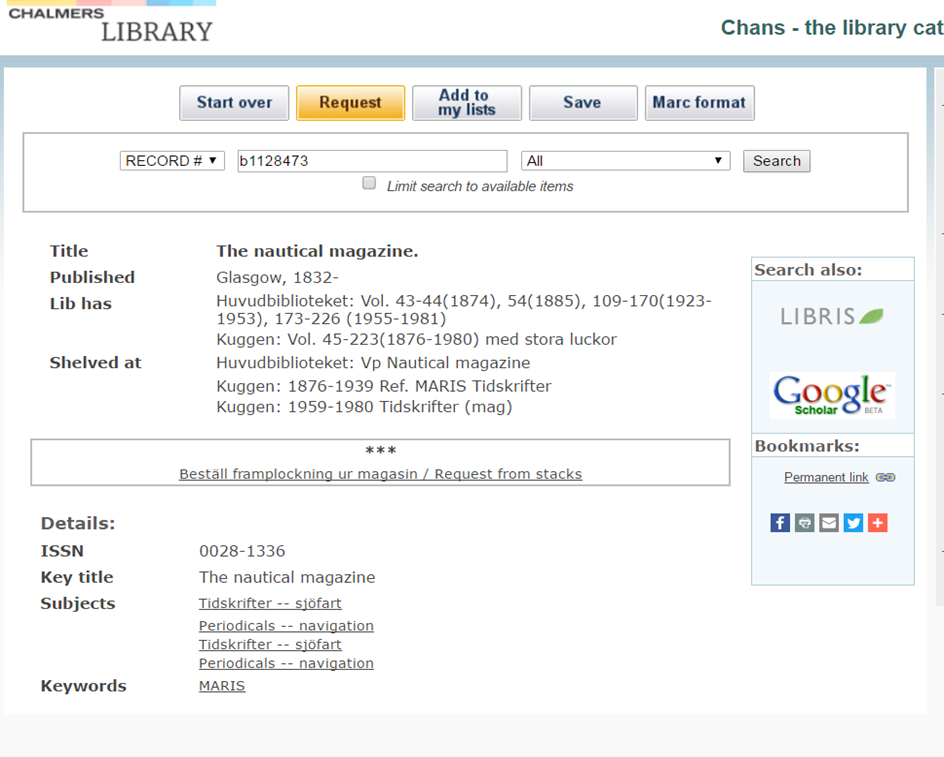 CHALMERS
LIBRARY
Chans - the library cat
Start over
Request
Add to
my lists
Save
Marc format
RECORD #
b1128473
All
Search
Limit search to available items
Title The nautical magazine.
Published Glasgow, 1832-
Lib has Huvudbiblioteket: Vol. 43-44(1874), 54(1885), 109-170(1923-
1953), 173-226 (1955-1981)
Kuggen: Vol. 45-223(1876-1980) med stora luckor
Shelved at Huvudbiblioteket: Vp Nautical magazine
Kuggen: 1876-1939 Ref. MARIS Tidskrifter
Kuggen: 1959-1980 Tidskrifter (mag)
***
Beställ framplockning ur magasin / Request from stacks
Details:
ISSN 0028-1336
Key title The nautical magazine
Subjects Tidskrifter -- sjöfart
Periodicals -- navigation
Tidskrifter -- sjöfart
Periodicals -- navigation
Keywords MARIS
Search also:
LIBRIS
Google™
Scholar BETA
Bookmarks:
Permanent link